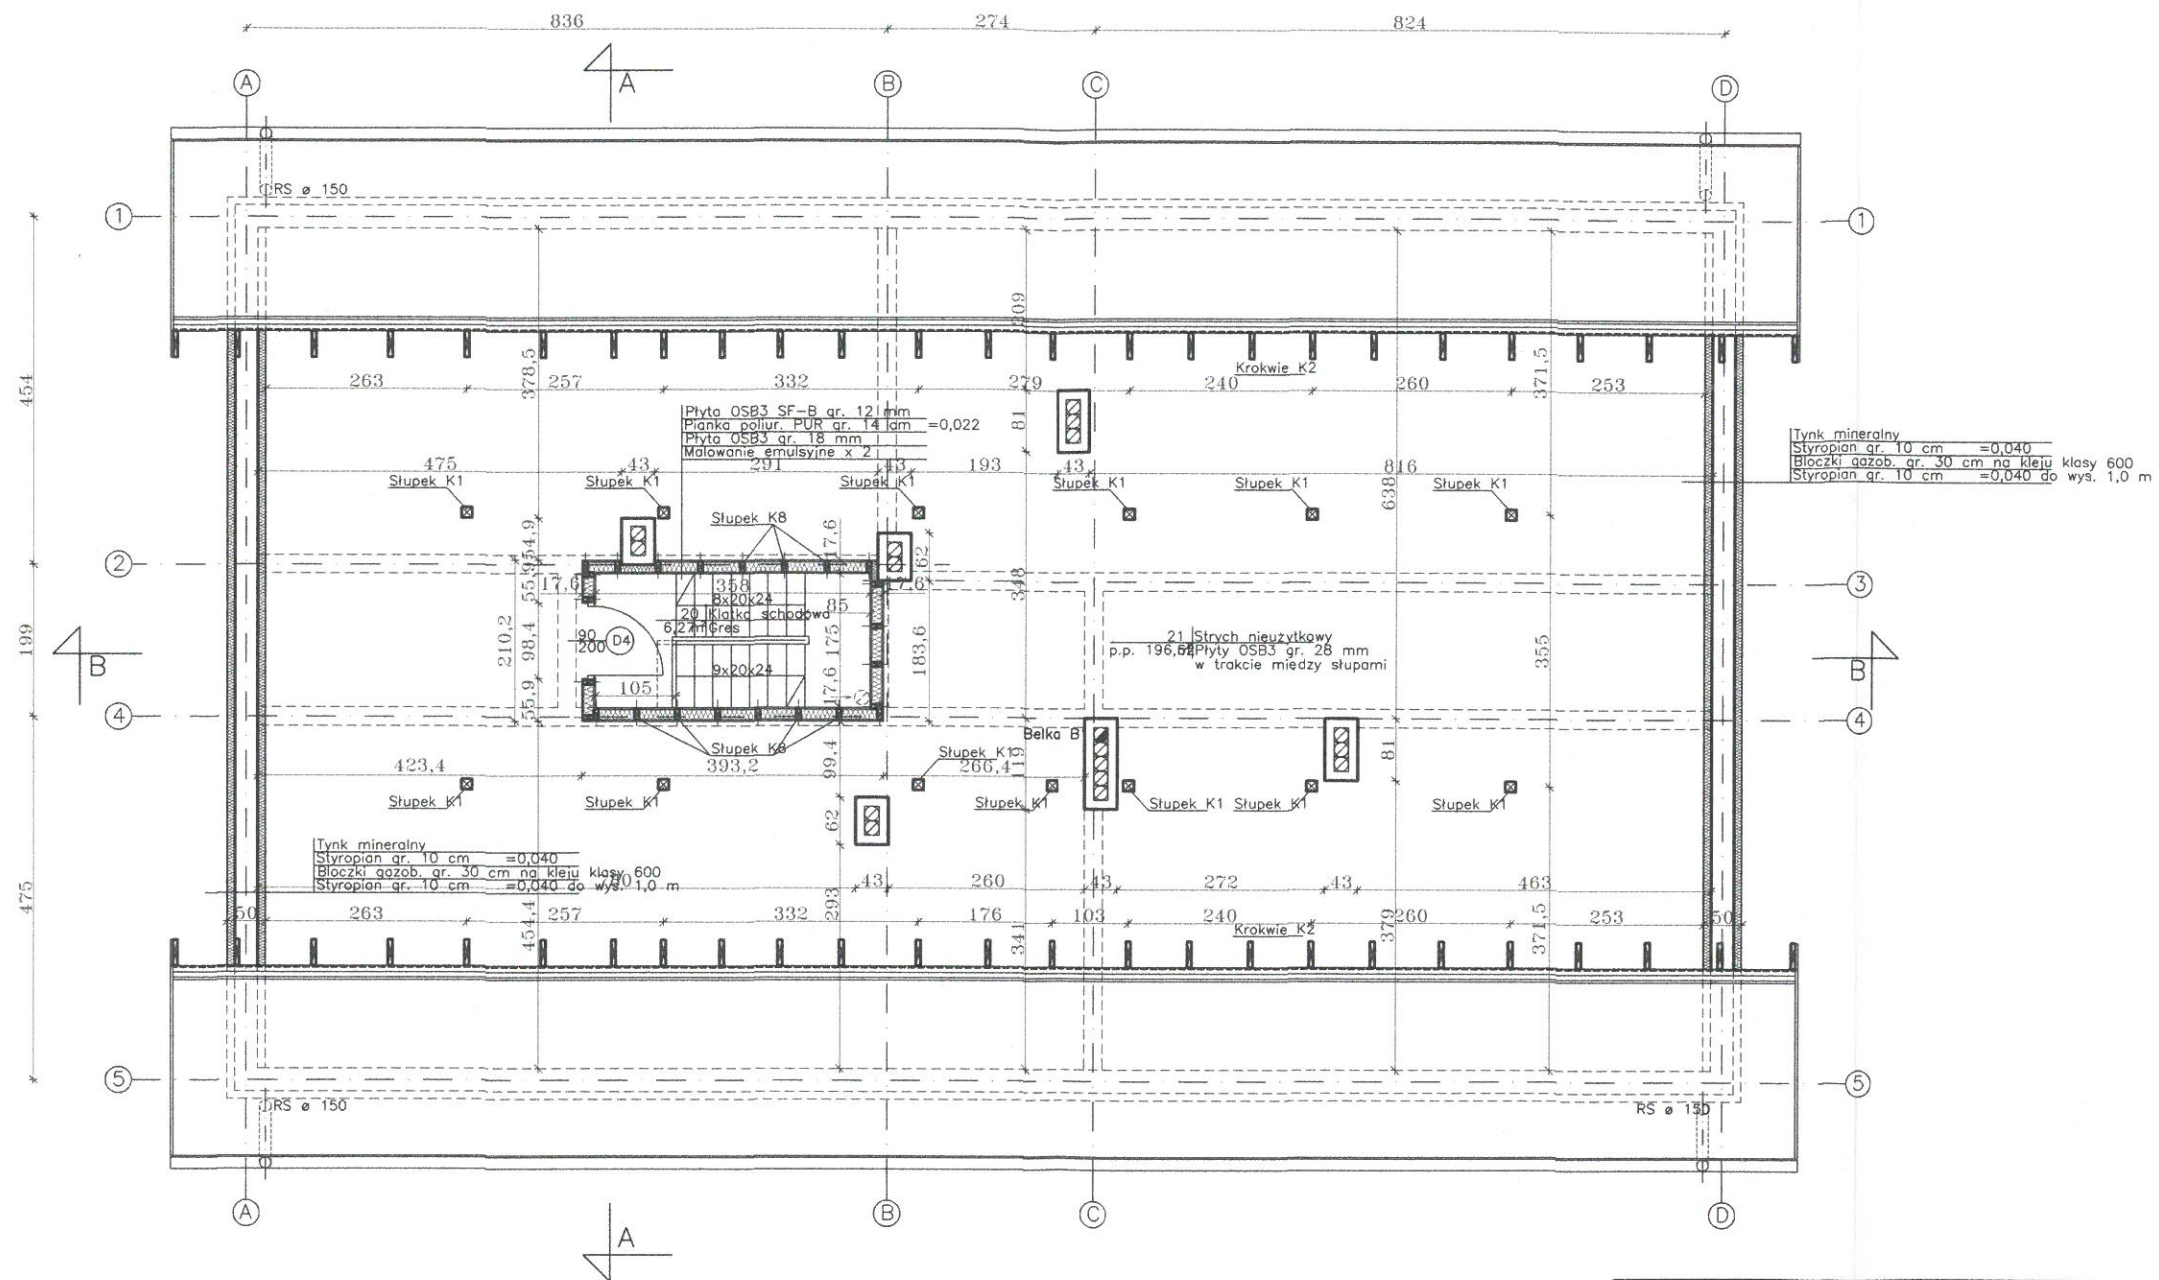 836 274 824
A A B C D
RS ø 150
1 1
309
454
378,5
371,5
Krokwie K2
263 257 332 279 240 260 253
Płyta OSB3 SF-B gr. 12 mm
Pianka poliur. PUR gr. 14 cm =0,022
Płyta OSB3 gr. 18 mm
Malowanie emulsyjne x 2
81
Tynk mineralny
Styropian gr. 10 cm =0,040
Bloczki gazob. gr. 30 cm na kleju klasy 600
Styropian gr. 10 cm =0,040 do wys. 1,0 m
475 43 291 43 193 43 816
Słupek K1 Słupek K1 Słupek K1 Słupek K1 Słupek K1 Słupek K1
638
Słupek K8
54,9 17,6 62
2 3
55,9 17,6 358 17,6 348
8x20x24
85
20 Klatka schodowa
6,27m Gres
90
200
D4
199 210,2 98,4 175 183,6 355
21 Strych nieużytkowy
p.p. 196,62 Płyty OSB3 gr. 28 mm
w trakcie między słupami
B B
9x20x24
105 17,6
55,9
4 4
Belka B
Słupek K8 Słupek K19
423,4 393,2 99,4 266,4 119 81
Słupek K1 Słupek K1 Słupek K1 Słupek K1 Słupek K1 Słupek K1
62
Tynk mineralny
Styropian gr. 10 cm =0,040
Bloczki gazob. gr. 30 cm na kleju klasy 600
Styropian gr. 10 cm =0,040 do wys. 1,0 m
475
43 260 43 272 43 463
50 263 257 332 176 103 240 260 253 50
454,4 293 341 379 371,5
Krokwie K2
5 5
RS ø 150 RS ø 150
A B C D
A